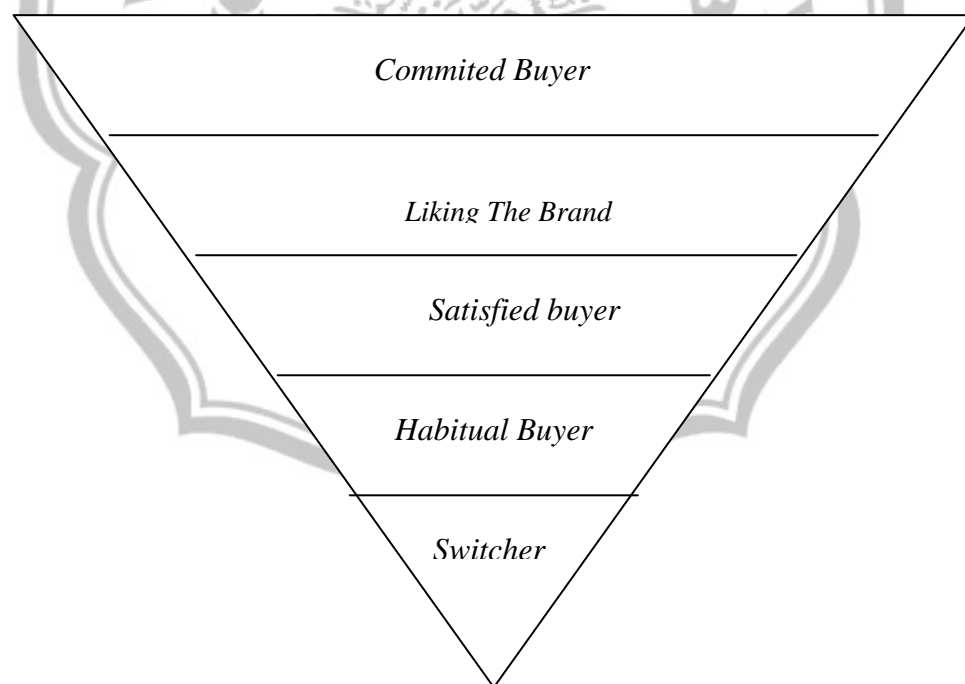 Commited Buyer
Liking The Brand
Satisfied buyer
Habitual Buyer
Switcher